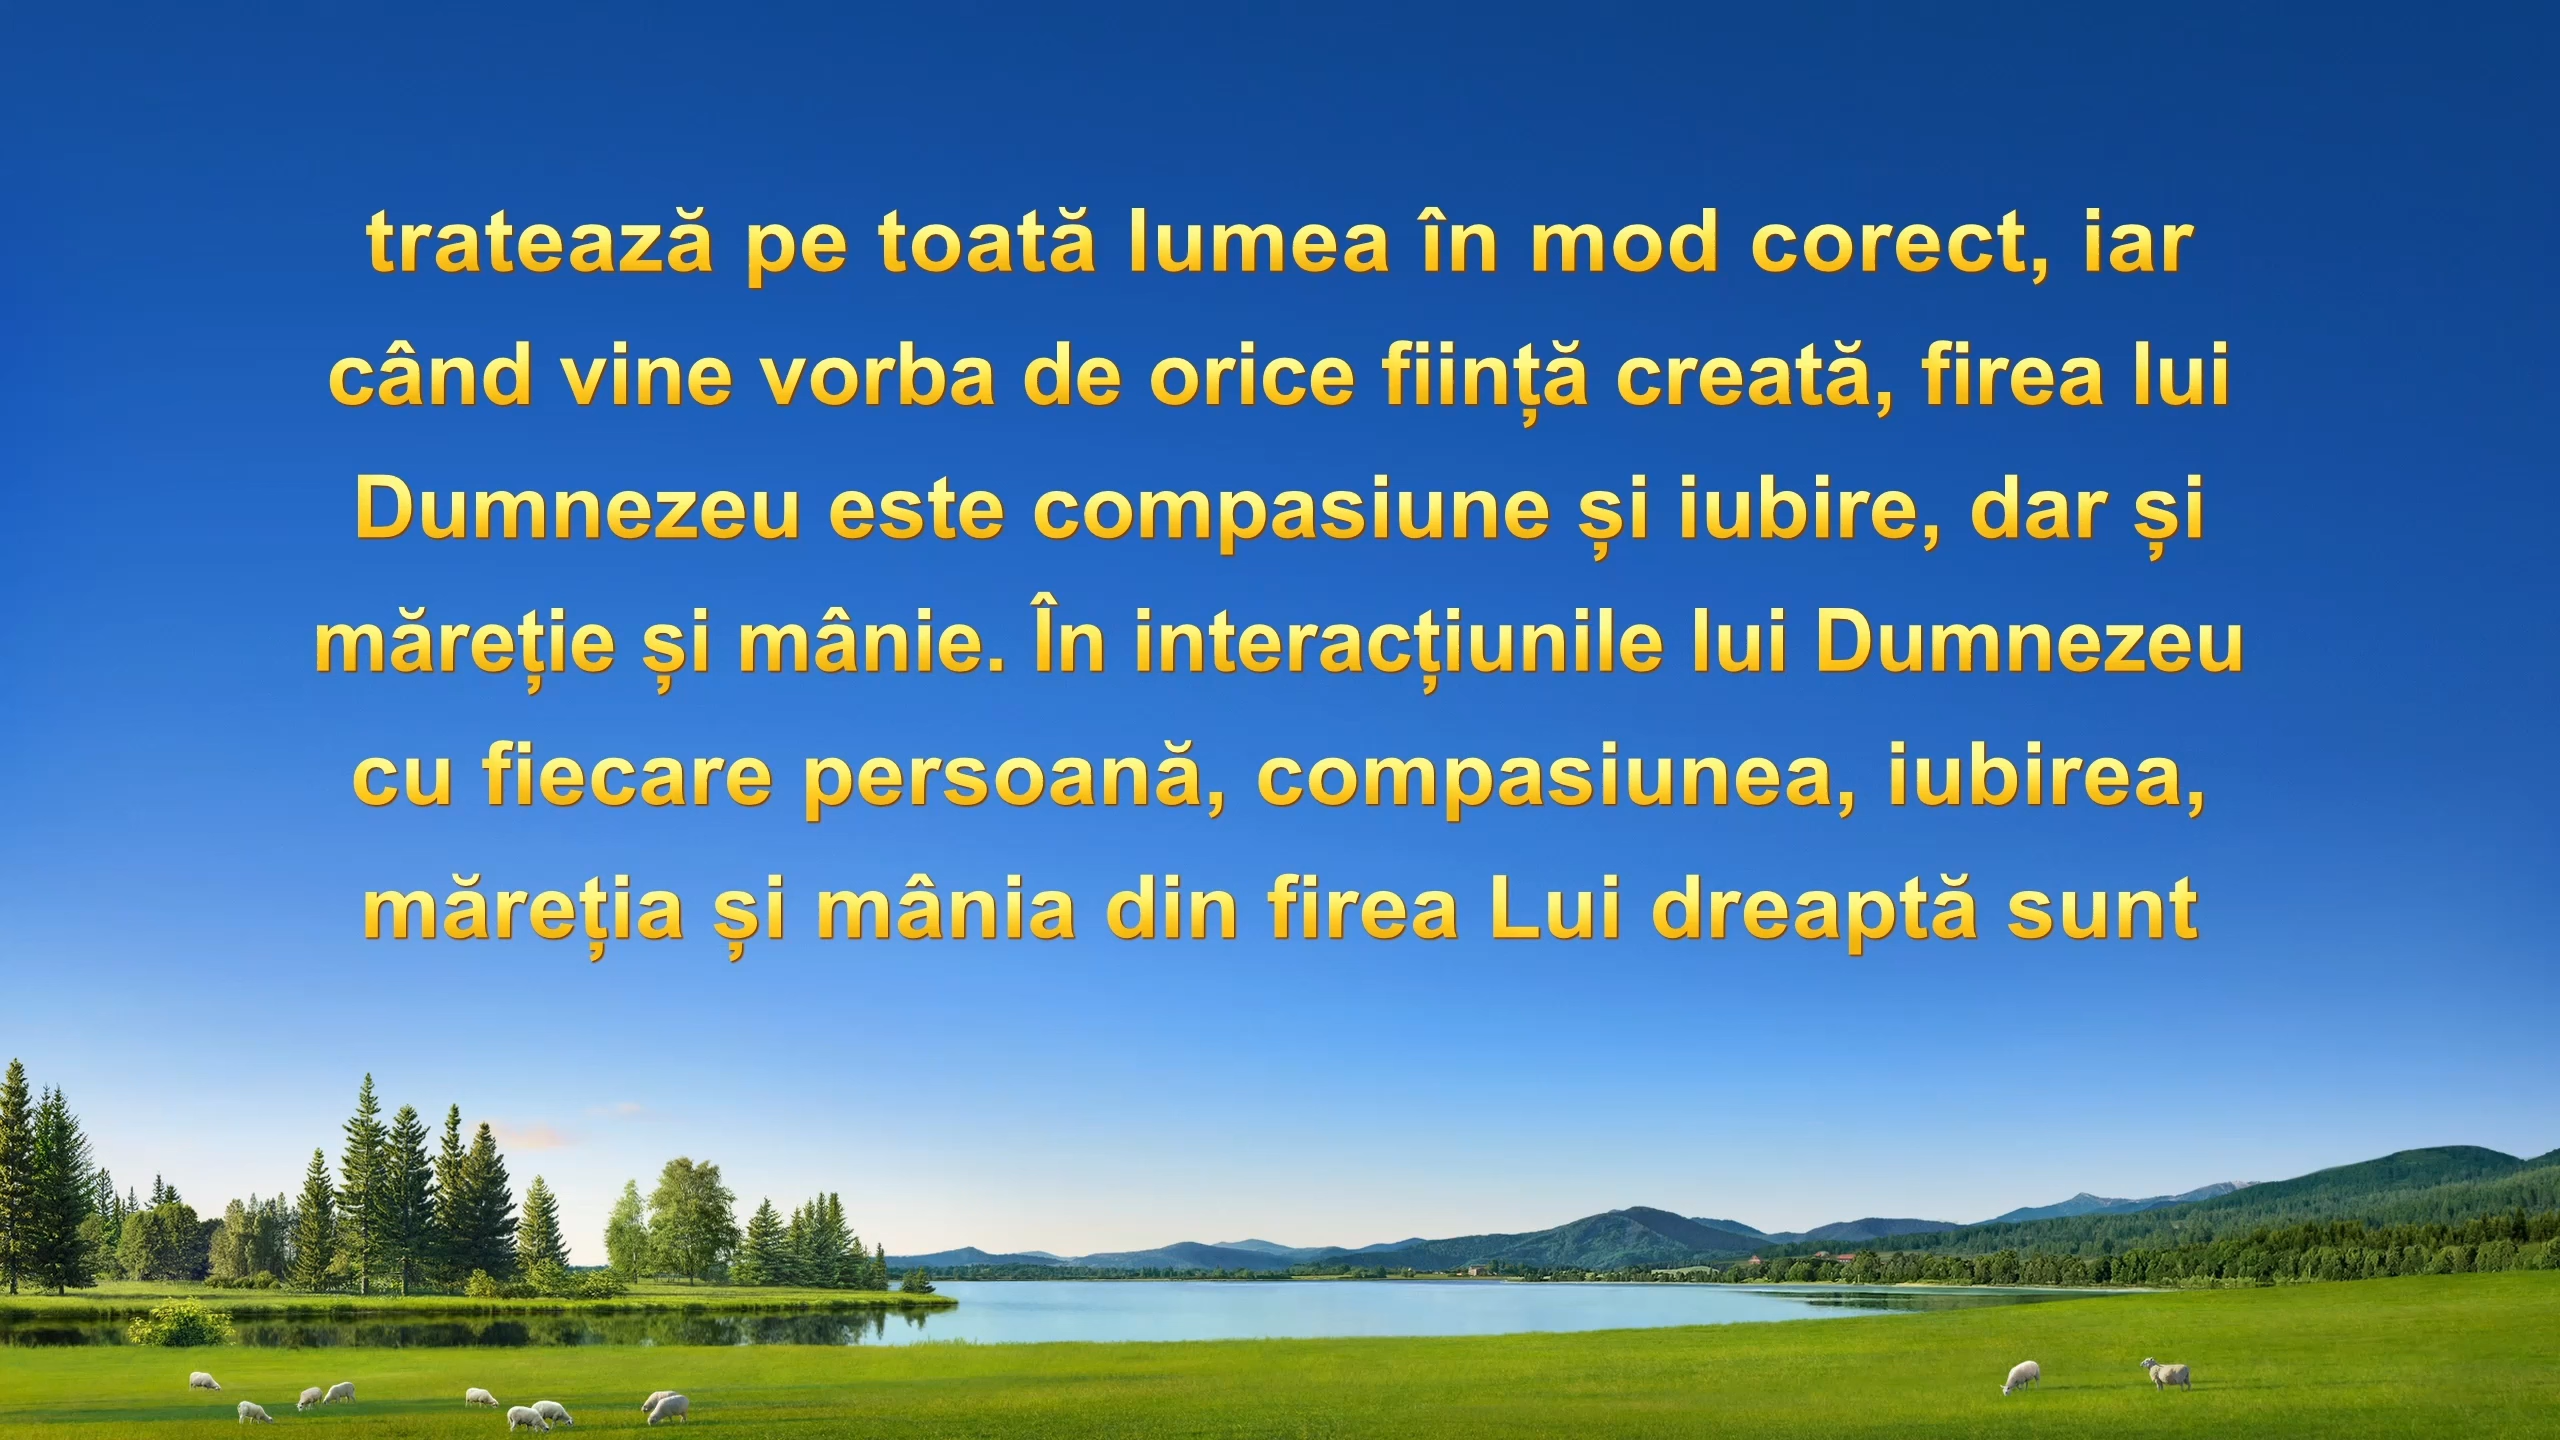 tratează pe toată lumea în mod corect, iar
când vine vorba de orice ființă creată, firea lui
Dumnezeu este compasiune și iubire, dar și
măreție și mânie. În interacțiunile lui Dumnezeu
cu fiecare persoană, compasiunea, iubirea,
măreția și mânia din firea Lui dreaptă sunt